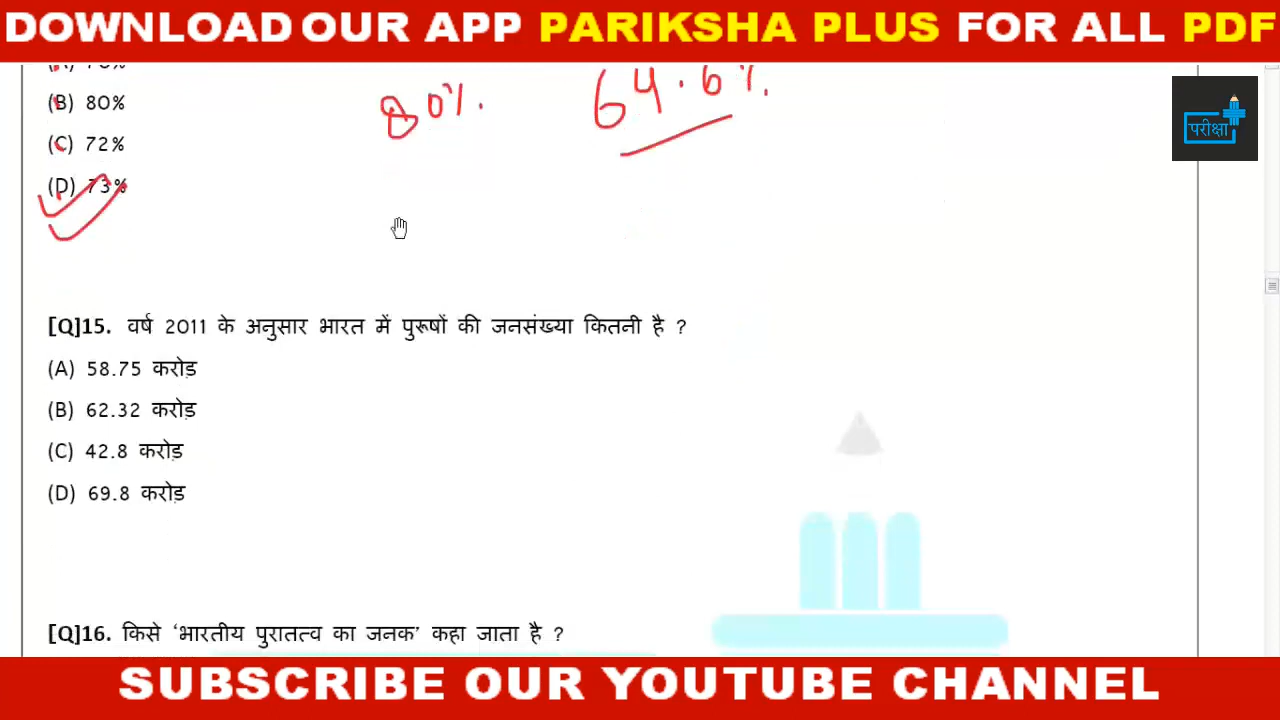 DOWNLOAD OUR APP PARIKSHA PLUS FOR ALL PDF
(B) 80%
80%.
64.6%.
(C) 72%
परीक्षा
(D) 73%
[Q]15. वर्ष 2011 के अनुसार भारत में पुरूषों की जनसंख्या कितनी है ?
(A) 58.75 करोड़
(B) 62.32 करोड़
(C) 42.8 करोड़
(D) 69.8 करोड़
[Q]16. किसे ‘भारतीय पुरातत्व का जनक’ कहा जाता है ?
SUBSCRIBE OUR YOUTUBE CHANNEL